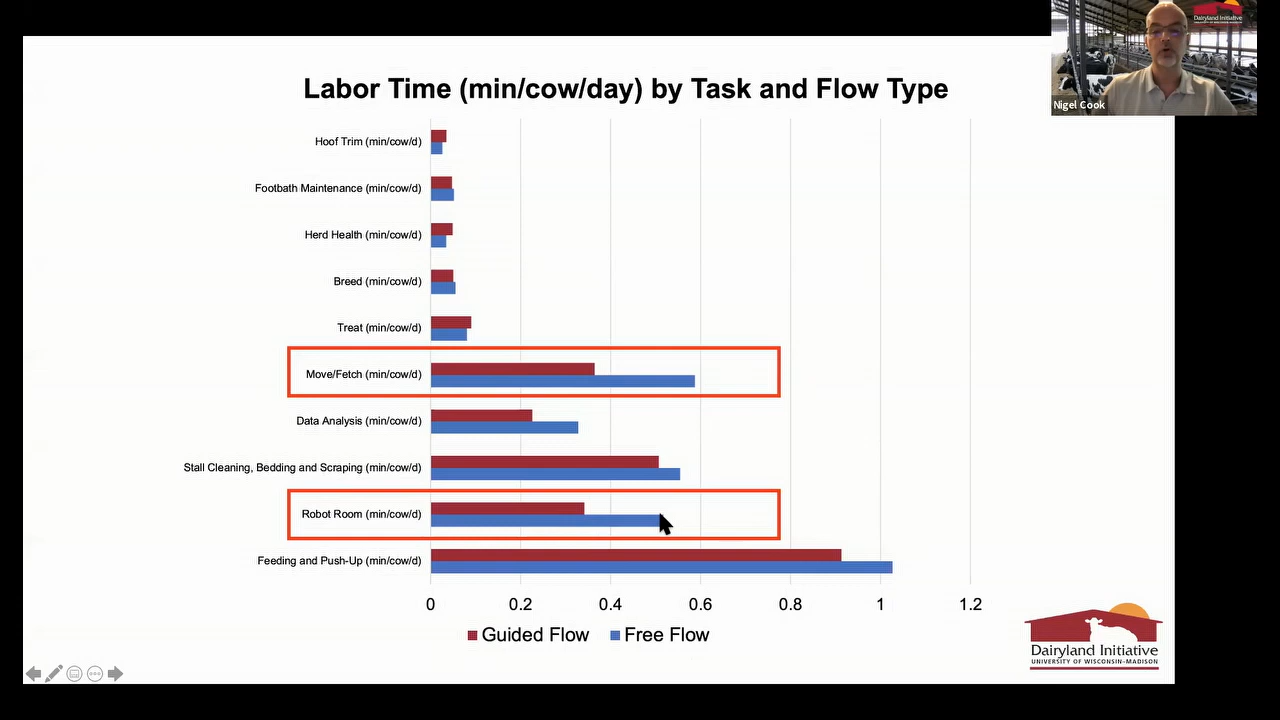 Dairyland Initiative
Nigel Cook
Labor Time (min/cow/day) by Task and Flow Type
Hoof Trim (min/cow/d)
Footbath Maintenance (min/cow/d)
Herd Health (min/cow/d)
Breed (min/cow/d)
Treat (min/cow/d)
Move/Fetch (min/cow/d)
Data Analysis (min/cow/d)
Stall Cleaning, Bedding and Scraping (min/cow/d)
Robot Room (min/cow/d)
Feeding and Push-Up (min/cow/d)
0 0.2 0.4 0.6 0.8 1 1.2
Guided Flow Free Flow
Dairyland Initiative
UNIVERSITY OF WISCONSIN–MADISON